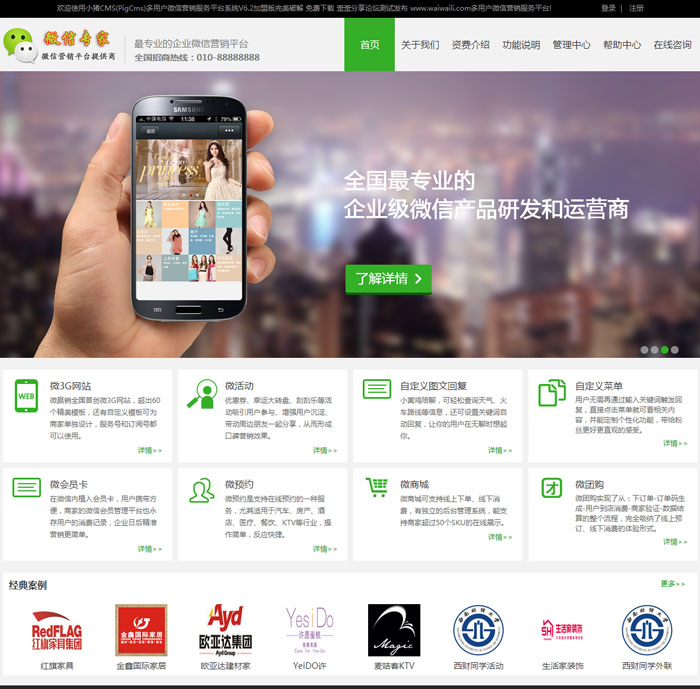 欢迎使用小猪CMS(PigCms)多用户微信营销服务平台系统V6.2加盟版完美破解 免费下载 歪歪分享论坛测试发布 www.waiwaili.com多用户微信营销服务平台!
登录 | 注册
微信专家
微信营销平台提供商
最专业的企业微信营销平台
全国招商热线：010-88888888
首页 关于我们 资费介绍 功能说明 管理中心 帮助中心 在线咨询
SAMSUNG
中国电信 11:38 79%
princess
全国最专业的
企业级微信产品研发和运营商
了解详情 >
WEB
微3G网站
微赢销全国首创微3G网站，超出60
个精美模版，还有自定义模版可为
商家单独设计，服务号和订阅号都
可以使用。
详情>>
微活动
优惠券、幸运大转盘、刮刮乐等活
动吸引用户参与、增强用户沉淀、
带动周边朋友一起分享，从而形成
口碑营销效果。
详情>>
自定义图文回复
小黄鸡陪聊，可轻松查询天气、火
车路线等信息，还可设置关键词自
动回复，让你的用户在无聊时想起
你。
详情>>
自定义菜单
用户无需再通过输入关键词触发回
复，直接点击菜单就可看相关内
容，并能定制个性化功能，带给粉
丝更好更直观的感受。
详情>>
微会员卡
在微信内植入会员卡，用户携带方
便，商家的微信会员管理平台也永
存用户的消费记录，企业日后精准
营销更简单。
详情>>
微预约
微预约是支持在线预约的一种服
务，尤其适用于汽车、房产、酒
店、医疗、餐饮、KTV等行业，操
作简单，反应快捷。
详情>>
微商城
微商城可支持线上下单、线下消
费，有独立的后台管理系统，能支
持商家超过50个SKU的在线展示。
详情>>
团
微团购
微团购实现了从：下订单-订单码生
成-用户到店消费-商家验证-数据结
算的整个流程，完全吸纳了线上预
订、线下消费的体验形式。
详情>>
经典案例
更多>>
RedFLAG
红旗家具集团
金鑫国际家居
Ayd
欧亚达集团
Ayd Group
YesiDo
许愿蛋糕
Magic
SH 生活家装饰
红旗家具 金鑫国际家居 欧亚达建材家 YeiDO许 麦咭客KTV 西财同学活动 生活家装饰 西财同学外联